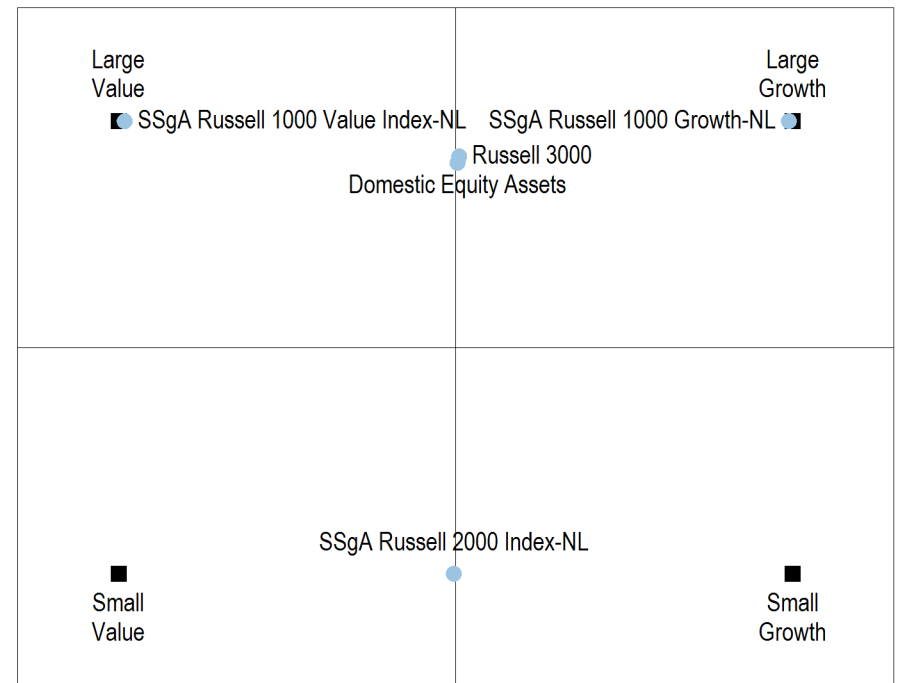 Large
Value
Large
Growth
SSgA Russell 1000 Value Index-NL
SSgA Russell 1000 Growth-NL
Russell 3000
Domestic Equity Assets
SSgA Russell 2000 Index-NL
Small
Value
Small
Growth